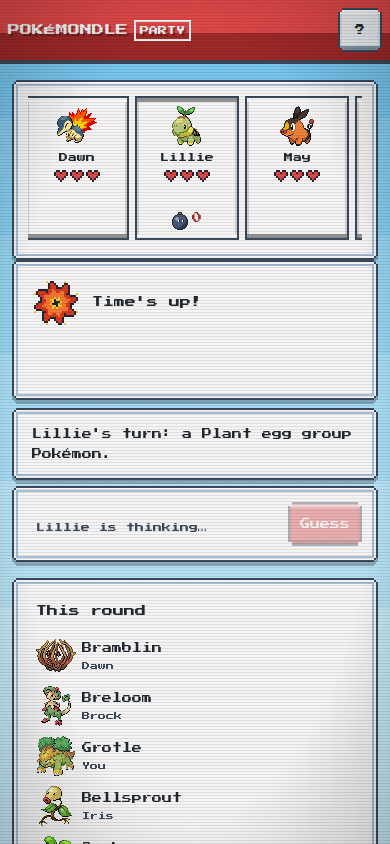 POKéMONDLE PARTY ?
Dawn
Lillie
0
May
Time's up!
Lillie's turn: a Plant egg group
Pokémon.
Lillie is thinking…
Guess
This round
Bramblin
Dawn
Breloom
Brock
Grotle
You
Bellsprout
Iris